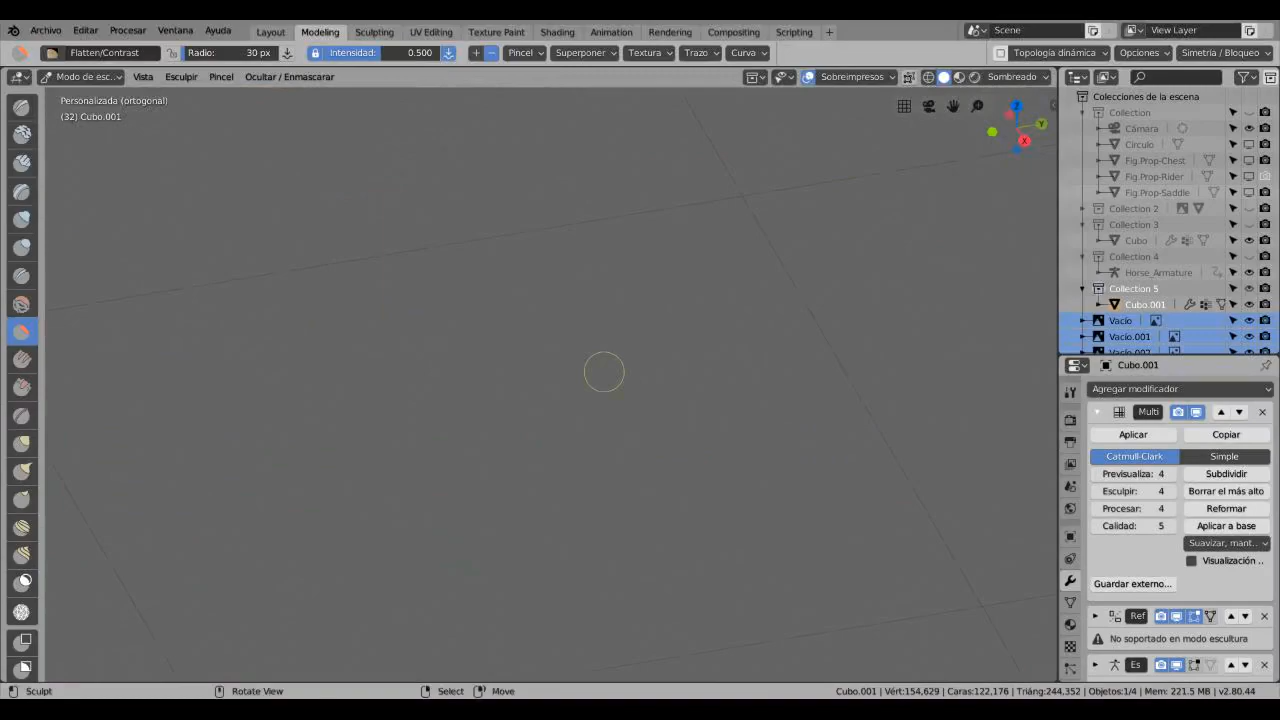 Archivo Editar Procesar Ventana Ayuda Layout Modeling Sculpting UV Editing Texture Paint Shading Animation Rendering Compositing Scripting + Scene View Layer
Flatten/Contrast Radio: 30 px Intensidad: 0.500 Pincel Superponer Textura Trazo Curva Topología dinámica Opciones Simetría / Bloqueo
Modo de esc... Vista Esculpir Pincel Ocultar / Enmascarar Sobreimpresos Sombreado
Personalizada (ortogonal)
(32) Cubo.001
Z
Y
X
Colecciones de la escena
Collection
Cámara
Círculo
Fig.Prop-Chest
Fig.Prop-Rider
Fig.Prop-Saddle
Collection 2
Collection 3
Cubo
Collection 4
Horse_Armature
Collection 5
Cubo.001
Vacío
Vacío.001
Vacío.002
Cubo.001
Agregar modificador
Multi
Aplicar Copiar
Catmull-Clark Simple
Previsualiza: 4 Subdividir
Esculpir: 4 Borrar el más alto
Procesar: 4 Reformar
Calidad: 5 Aplicar a base
Suavizar, mant..
Visualización ..
Guardar externo...
Ref
No soportado en modo escultura
Es
Sculpt Rotate View Select Move Cubo.001 | Vért:154,629 | Caras:122,176 | Triáng:244,352 | Objetos:1/4 | Mem: 221.5 MB | v2.80.44